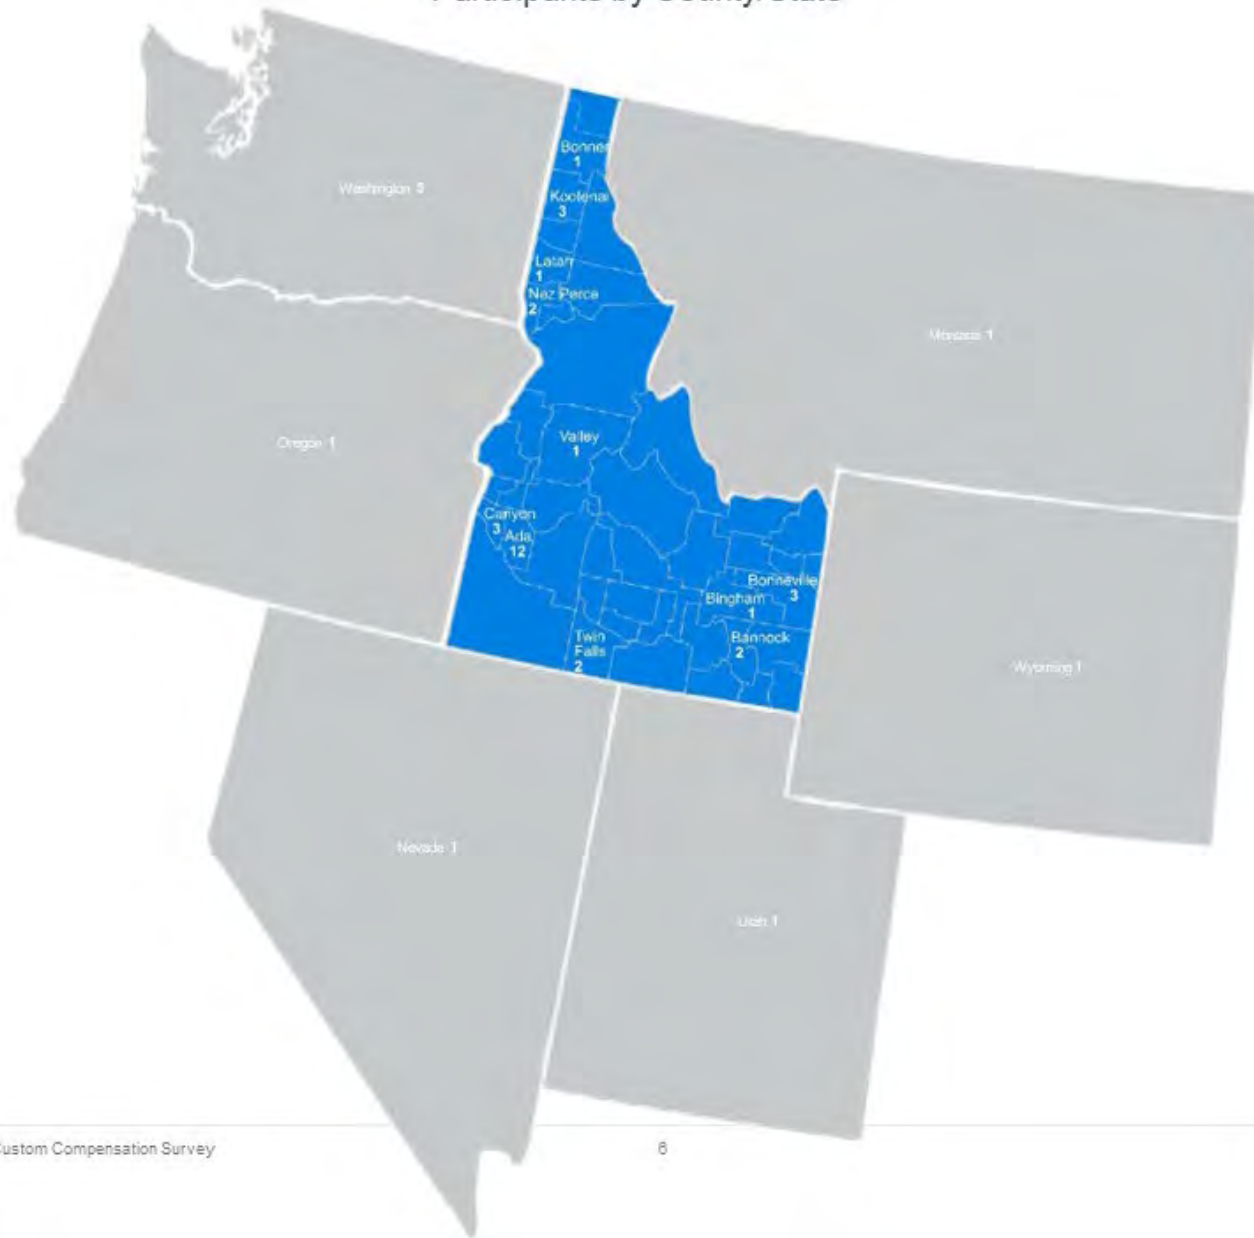 Participants by County/State
Bonner
1
Kootenai
3
Washington
Latah
1
Nez Perce
2
Montana 1
Oregon 1
Valley
1
Canyon
3
Ada
12
Bonneville
3
Bingham
1
Bannock
2
Twin
Falls
2
Wyoming 1
Nevada 1
Utah 1
Custom Compensation Survey
6